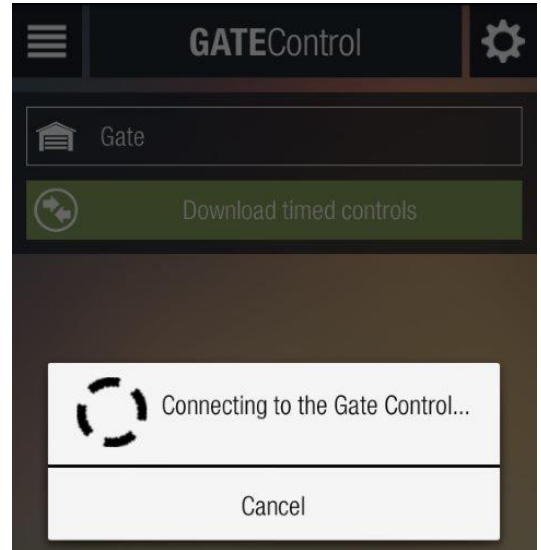 GATEControl
Gate
Download timed controls
Connecting to the Gate Control...
Cancel